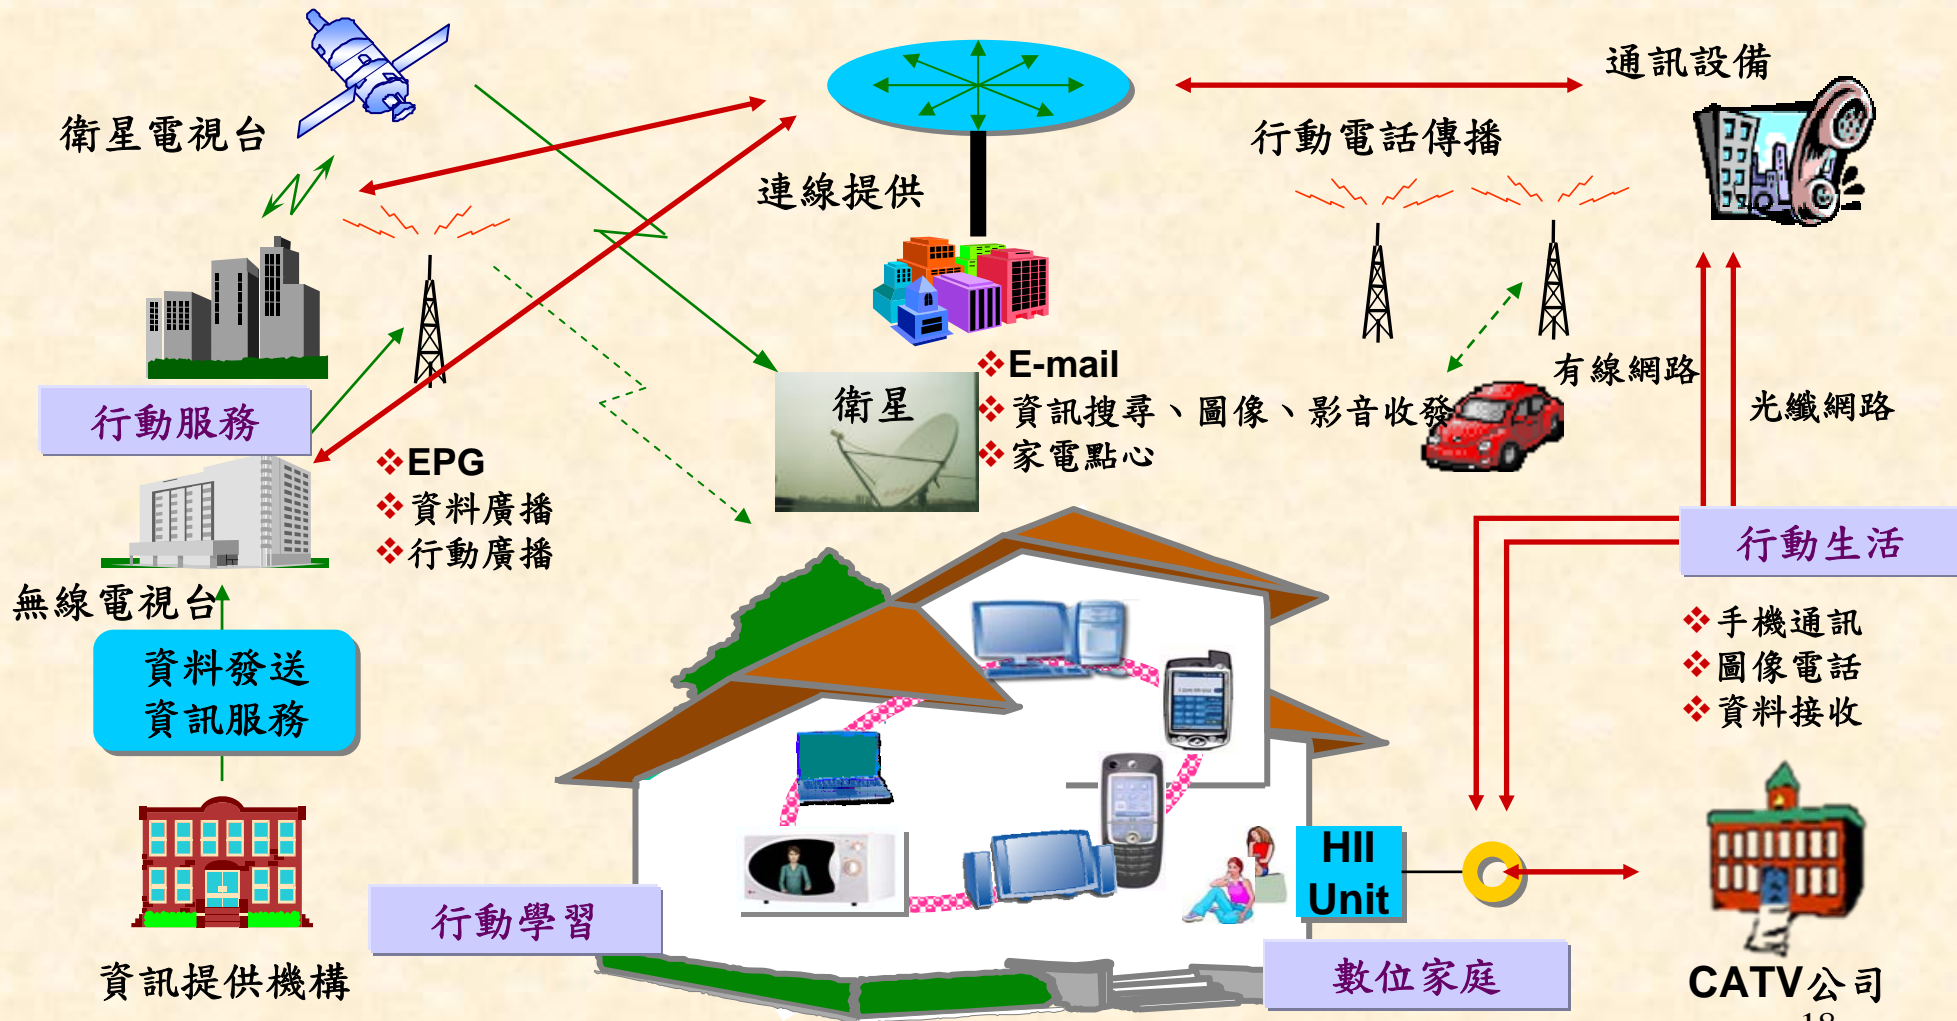 通訊設備
衛星電視台
行動電話傳播
連線提供
衛星
❖E-mail
❖資訊搜尋、圖像、影音收發
❖家電點心
有線網路
光纖網路
行動服務
❖EPG
❖資料廣播
❖行動廣播
無線電視台
資料發送
資訊服務
行動生活
❖手機通訊
❖圖像電話
❖資料接收
HII
Unit
行動學習
數位家庭
資訊提供機構
CATV公司
18